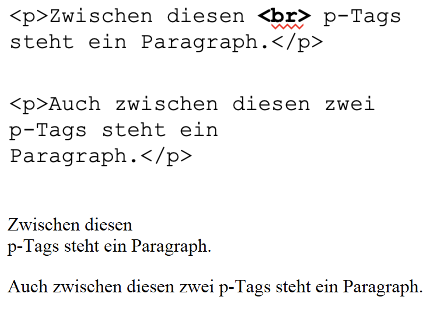 <p>Zwischen diesen <br> p-Tags
steht ein Paragraph.</p>
<p>Auch zwischen diesen zwei
p-Tags steht ein
Paragraph.</p>
Zwischen diesen
p-Tags steht ein Paragraph.
Auch zwischen diesen zwei p-Tags steht ein Paragraph.